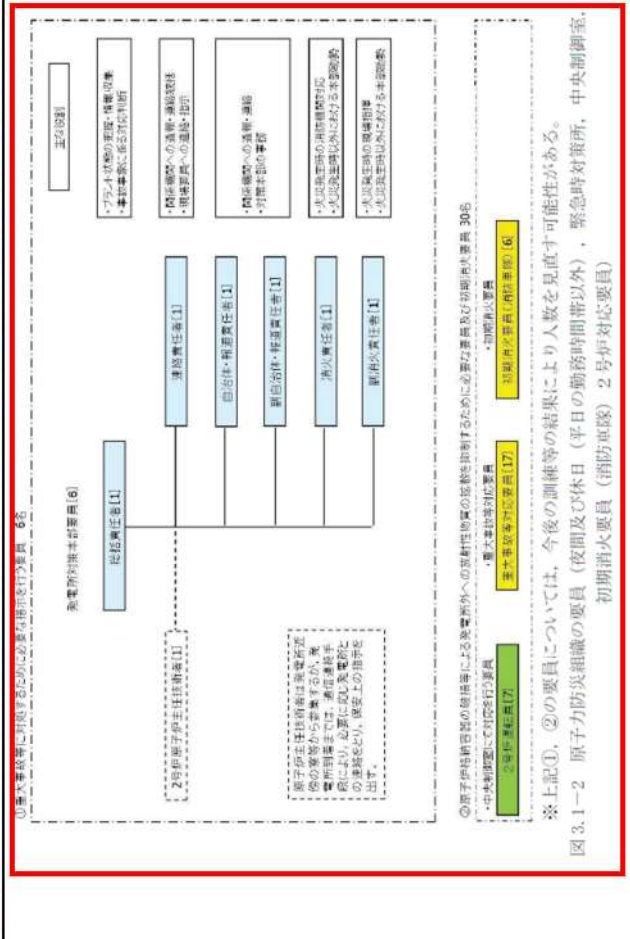 ①重大事故等に対処するために必要な指示を行う要員 6名
発電所対策本部要員[6]
主な役割
総括責任者[1]
・プラント状態の把握・情報収集
・事故事象に係る対応判断
2号炉原子炉主任技術者[1]
連絡責任者[1]
・関係機関への通報・連絡統括
・現場要員への連絡・指示
自治体・報道責任者[1]
副自治体・報道責任者[1]
・関係機関への通報・連絡
・対策本部の事務
消火責任者[1]
・火災発生時の消防機関対応
・火災発生時以外における本部助勢
副消火責任者[1]
・火災発生時の現場指揮
・火災発生時以外における本部助勢
原子炉主任技術者は発電所近
傍の寮等から参集するが，発
電所到着までは，通信連絡手
段により，必要に応じ発電所と
の連絡をとり，保安上の指示を
出す。
②原子炉格納容器の破損等による発電所外への放射性物質の拡散を抑制するために必要な要員及び初期消火要員 30名
・中央制御室にて対応を行う要員
・重大事故等対応要員
・初期消火要員
2号炉運転員[7]
重大事故等対応要員[17]
初期消火要員(消防車隊)[6]
※上記①，②の要員については，今後の訓練等の結果により人数を見直す可能性がある。
図 3.1－2 原子力防災組織の要員（夜間及び休日（平日の勤務時間帯以外），緊急時対策所，中央制御室，
初期消火要員（消防車隊）２号炉対応要員）